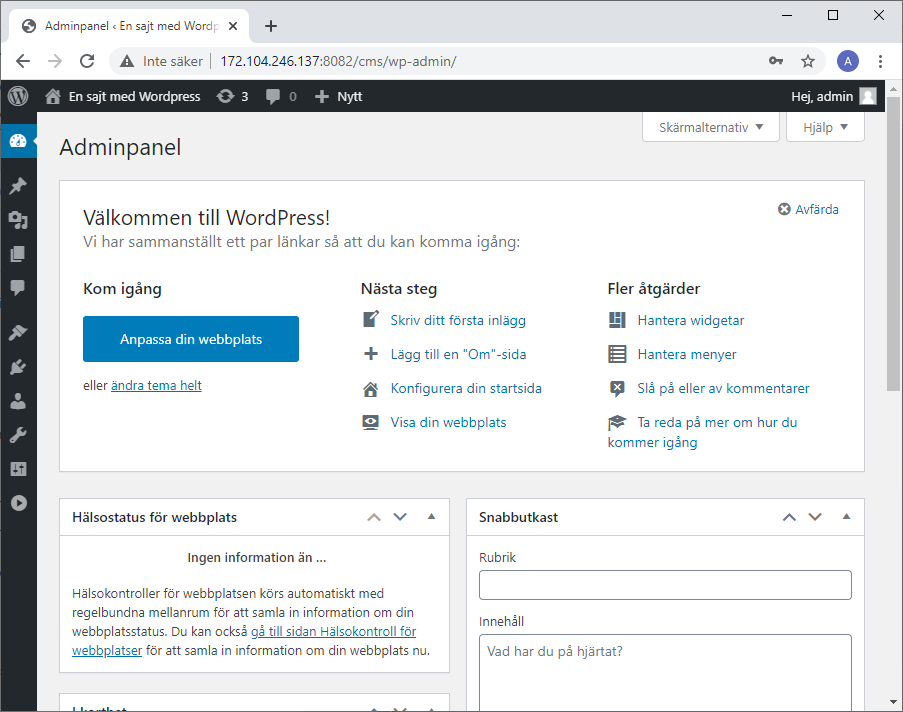 Adminpanel ‹ En sajt med Wordp
Inte säker
172.104.246.137:8082/cms/wp-admin/
A
En sajt med Wordpress
3
0
Nytt
Hej, admin
Adminpanel
Skärmalternativ
Hjälp
Välkommen till WordPress!
Avfärda
Vi har sammanställt ett par länkar så att du kan komma igång:
Kom igång
Anpassa din webbplats
eller ändra tema helt
Nästa steg
Skriv ditt första inlägg
Lägg till en "Om"-sida
Konfigurera din startsida
Visa din webbplats
Fler åtgärder
Hantera widgetar
Hantera menyer
Slå på eller av kommentarer
Ta reda på mer om hur du
kommer igång
Hälsostatus för webbplats
Ingen information än ...
Hälsokontroller för webbplatsen körs automatiskt med
regelbundna mellanrum för att samla in information om din
webbplatsstatus. Du kan också gå till sidan Hälsokontroll för
webbplatser för att samla in information om din webbplats nu.
Snabbutkast
Rubrik
Innehåll
Vad har du på hjärtat?